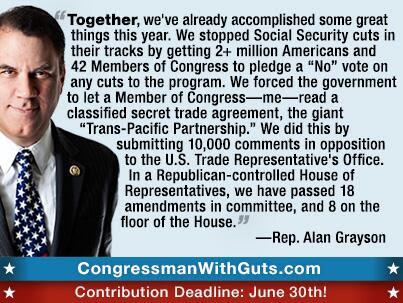 “Together, we've already accomplished some great
things this year. We stopped Social Security cuts in
their tracks by getting 2+ million Americans and
42 Members of Congress to pledge a “No” vote on
any cuts to the program. We forced the government
to let a Member of Congress—me—read a
classified secret trade agreement, the giant
“Trans-Pacific Partnership.” We did this by
submitting 10,000 comments in opposition
to the U.S. Trade Representative's Office.
In a Republican-controlled House of
Representatives, we have passed 18
amendments in committee, and 8 on the
floor of the House.”
—Rep. Alan Grayson
CongressmanWithGuts.com
Contribution Deadline: June 30th!